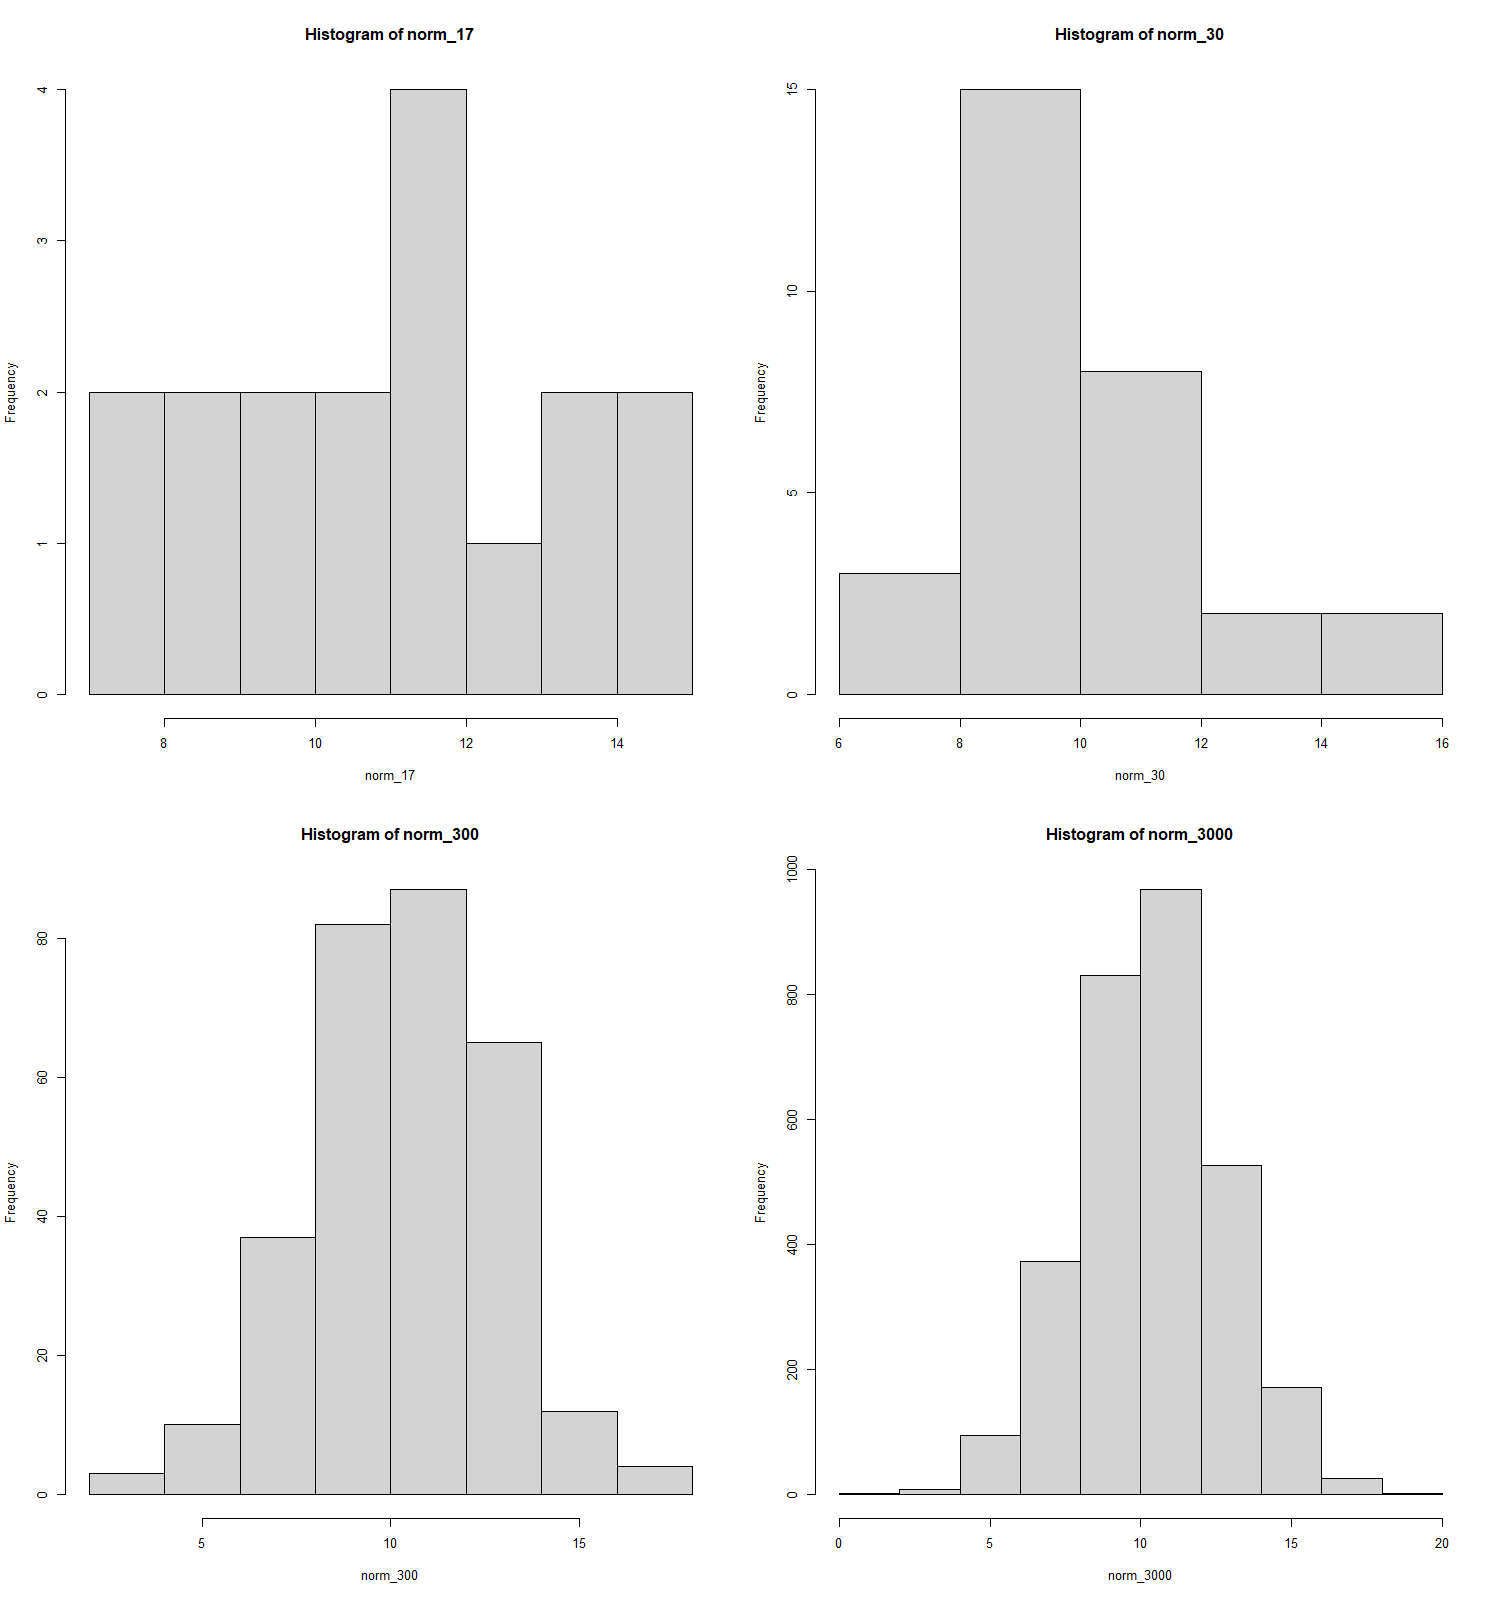 Histogram of norm_17
Frequency
4
3
2
1
0
8 10 12 14
norm_17
Histogram of norm_30
Frequency
15
10
5
0
6 8 10 12 14 16
norm_30
Histogram of norm_300
Frequency
80
60
40
20
0
5 10 15
norm_300
Histogram of norm_3000
Frequency
1000
800
600
400
200
0
0 5 10 15 20
norm_3000